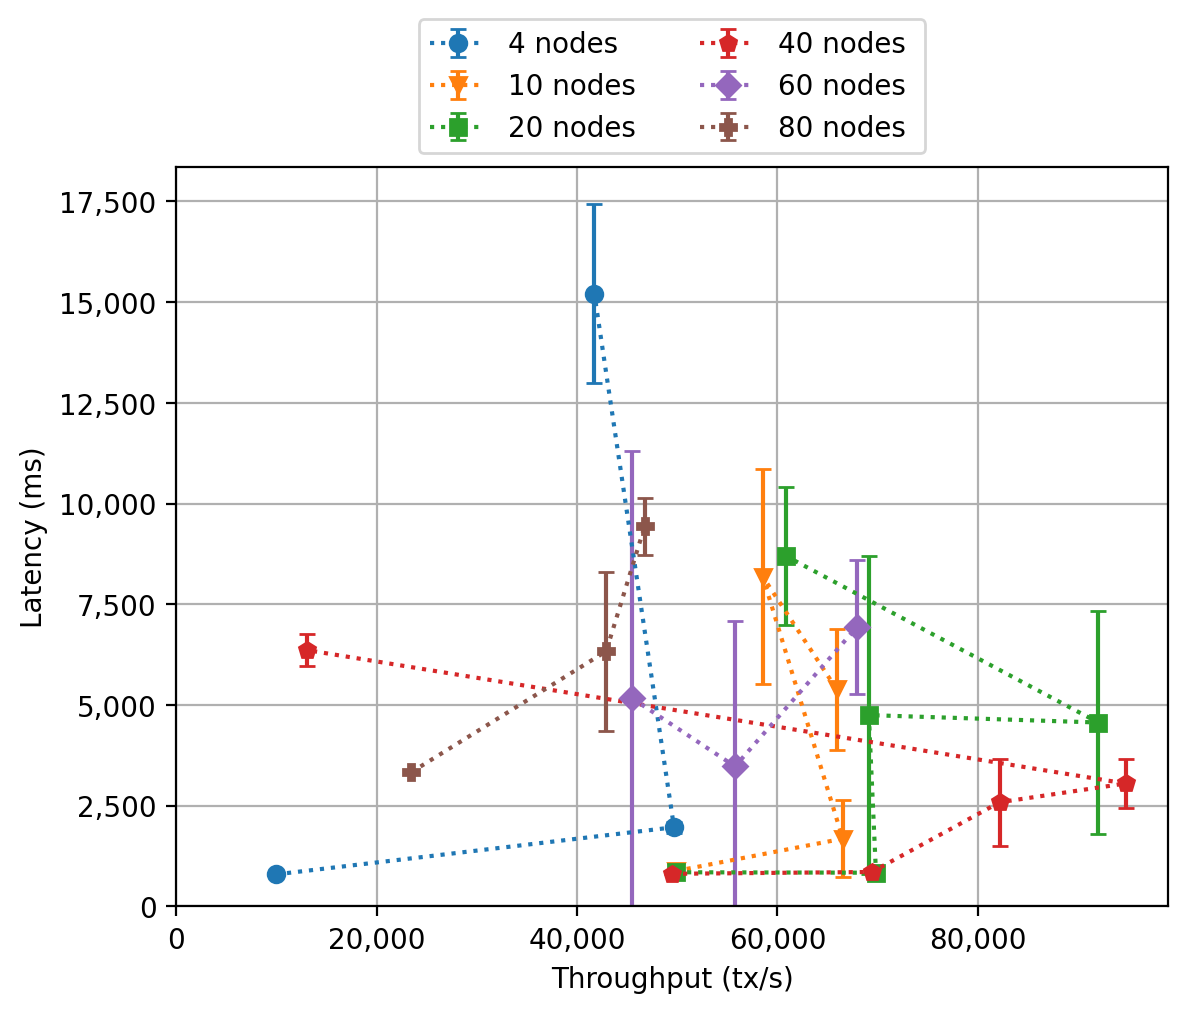 4 nodes
10 nodes
20 nodes
40 nodes
60 nodes
80 nodes
17,500
15,000
12,500
10,000
7,500
5,000
2,500
0
Latency (ms)
0 20,000 40,000 60,000 80,000
Throughput (tx/s)